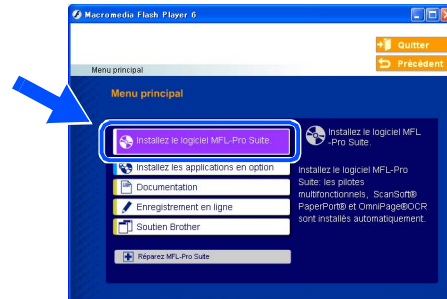 Macromedia Flash Player 6
Quitter
Précédent
Menu principal
Menu principal
Installez le logiciel MFL-Pro Suite.
Installez les applications en option
Documentation
Enregistrement en ligne
Soutien Brother
Réparez MFL-Pro Suite
Installez le logiciel MFL
-Pro Suite.
Installez le logiciel MFL-Pro
Suite: les pilotes
multifonctionnels, ScanSoft®
PaperPort® et OmniPage®OCR
sont installés automatiquement.